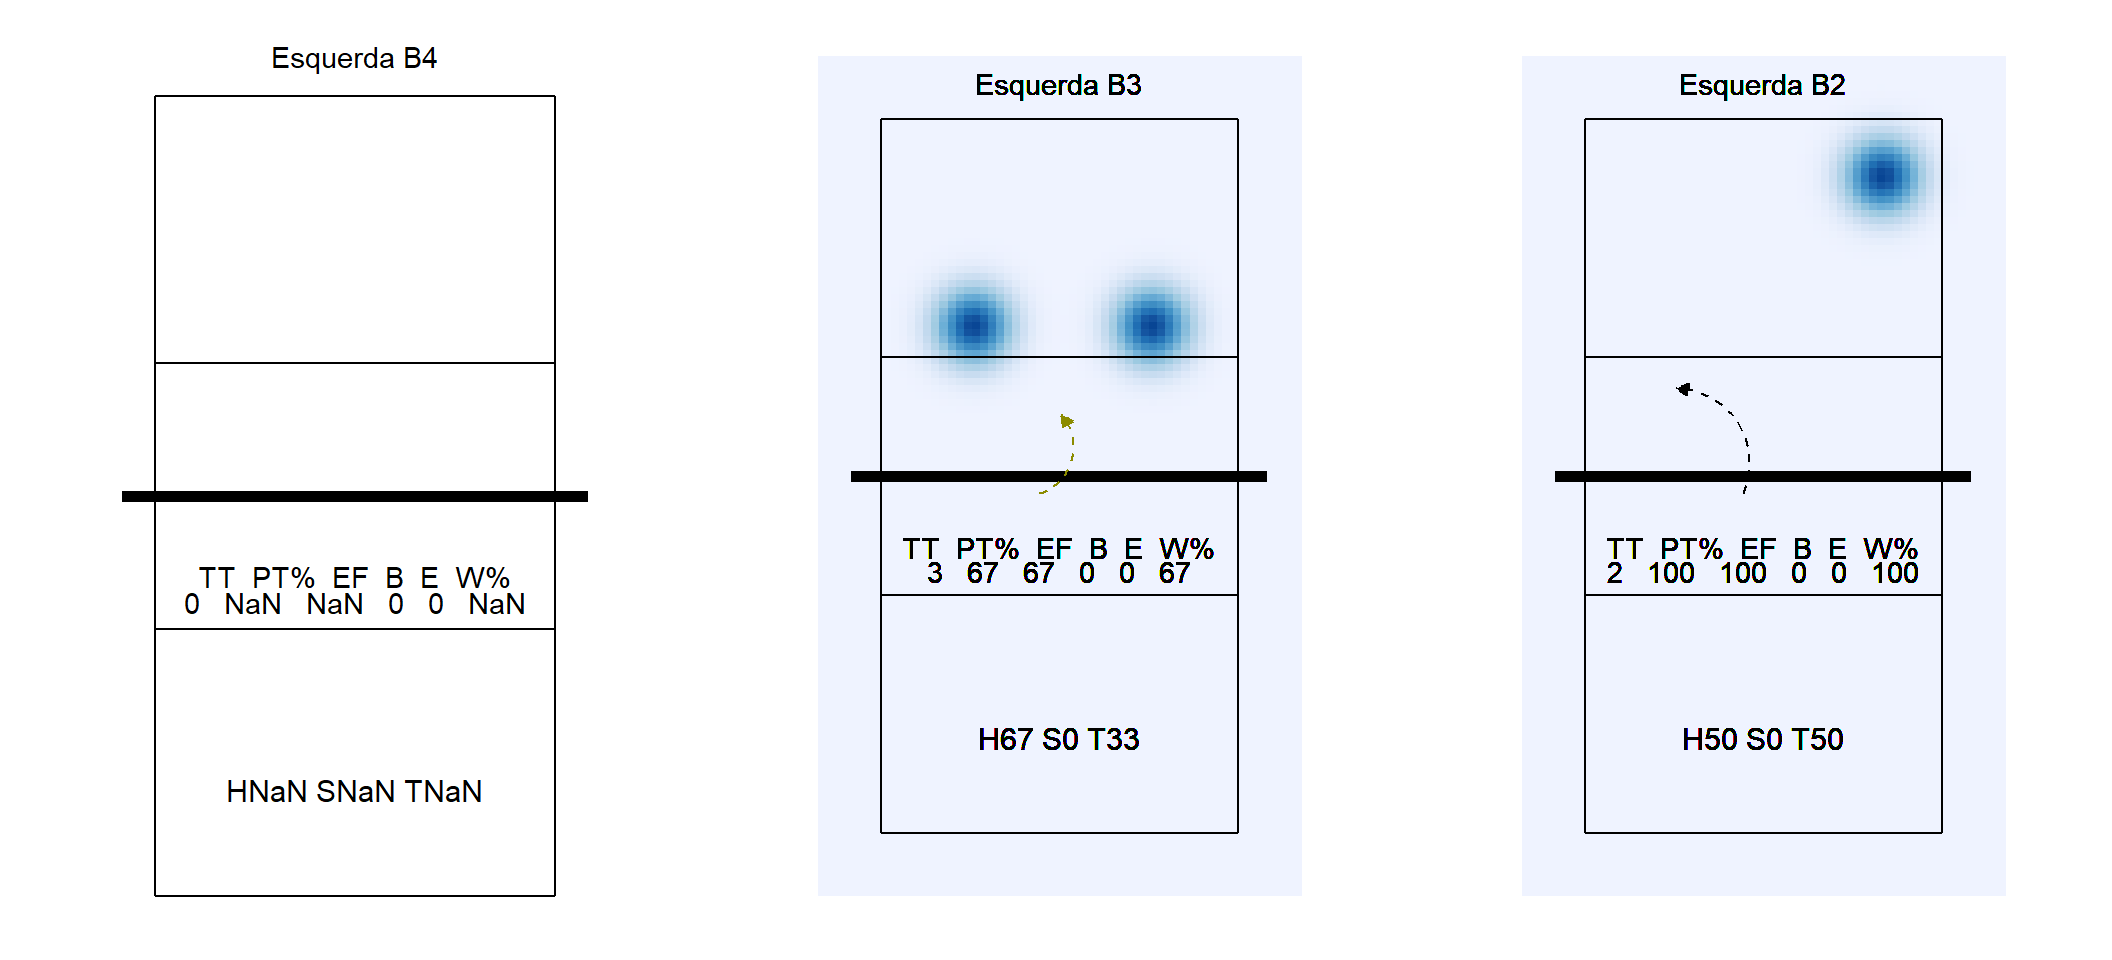 Esquerda B4
TT PT% EF B E W%
0 NaN NaN 0 0 NaN
HNaN SNaN TNaN
Esquerda B3
TT PT% EF B E W%
3 67 67 0 0 67
H67 S0 T33
Esquerda B2
TT PT% EF B E W%
2 100 100 0 0 100
H50 S0 T50